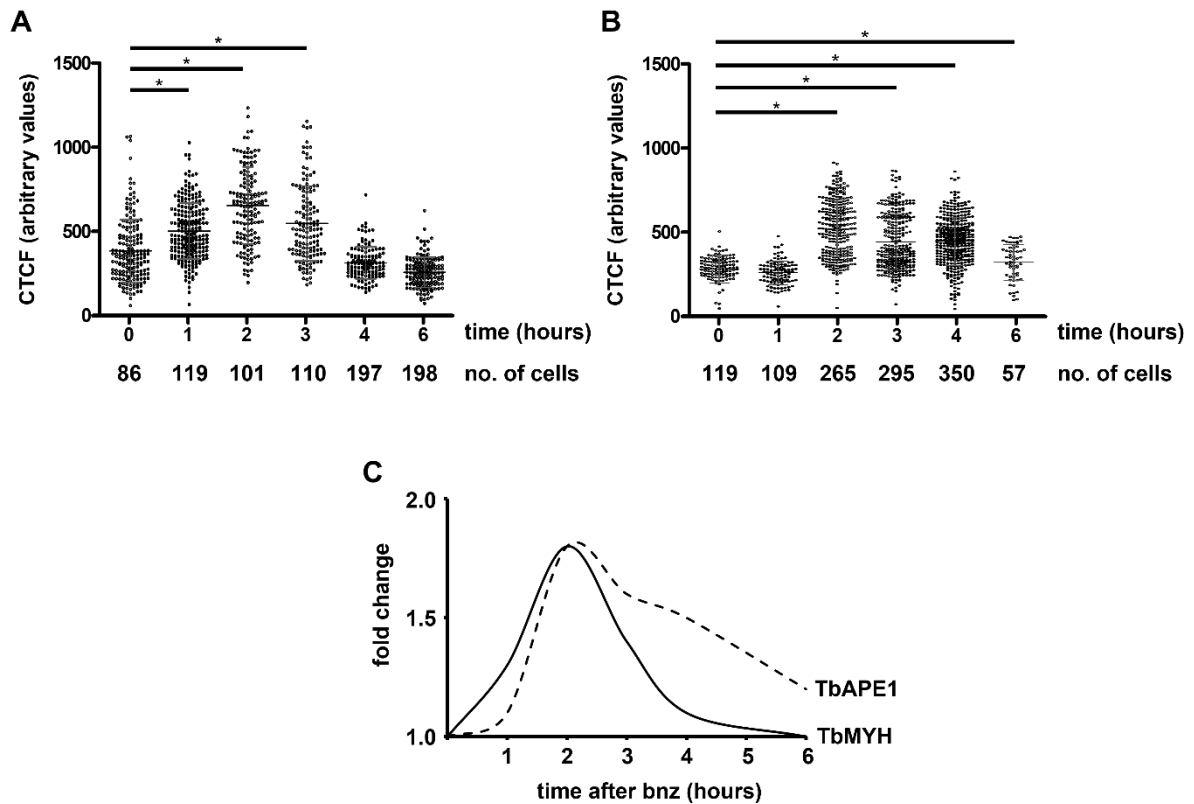 A
B
*
*
*
*
*
*
*
1500
1000
500
0
CTCF (arbitrary values)
0 1 2 3 4 6 time (hours)
86 119 101 110 197 198 no. of cells
1500
1000
500
0
CTCF (arbitrary values)
0 1 2 3 4 6 time (hours)
119 109 265 295 350 57 no. of cells
C
2.0
1.5
1.0
fold change
TbAPE1
TbMYH
1 2 3 4 5 6
time after bnz (hours)